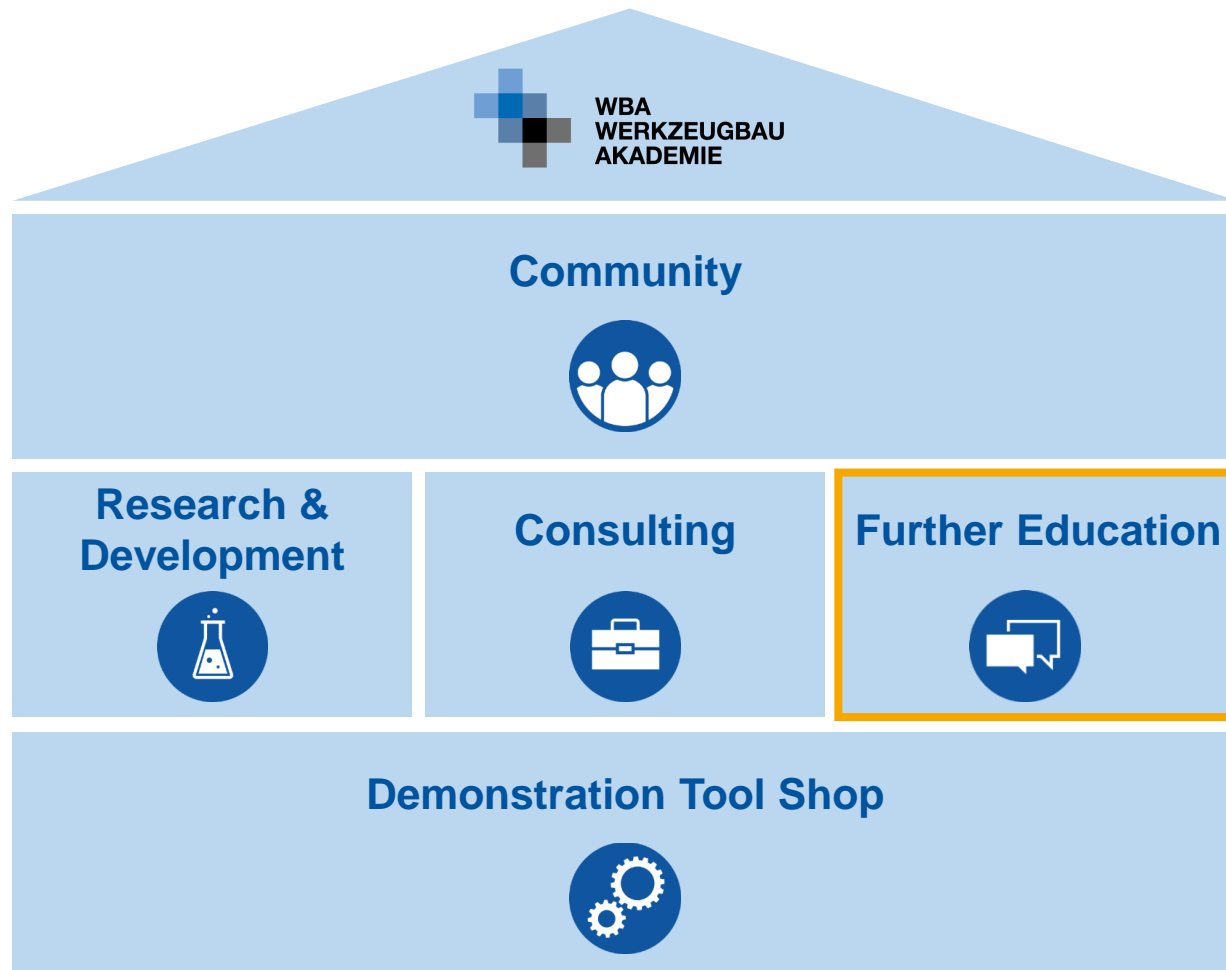 WBA
WERKZEUGBAU
AKADEMIE
Community
Research &
Development
Consulting
Further Education
Demonstration Tool Shop